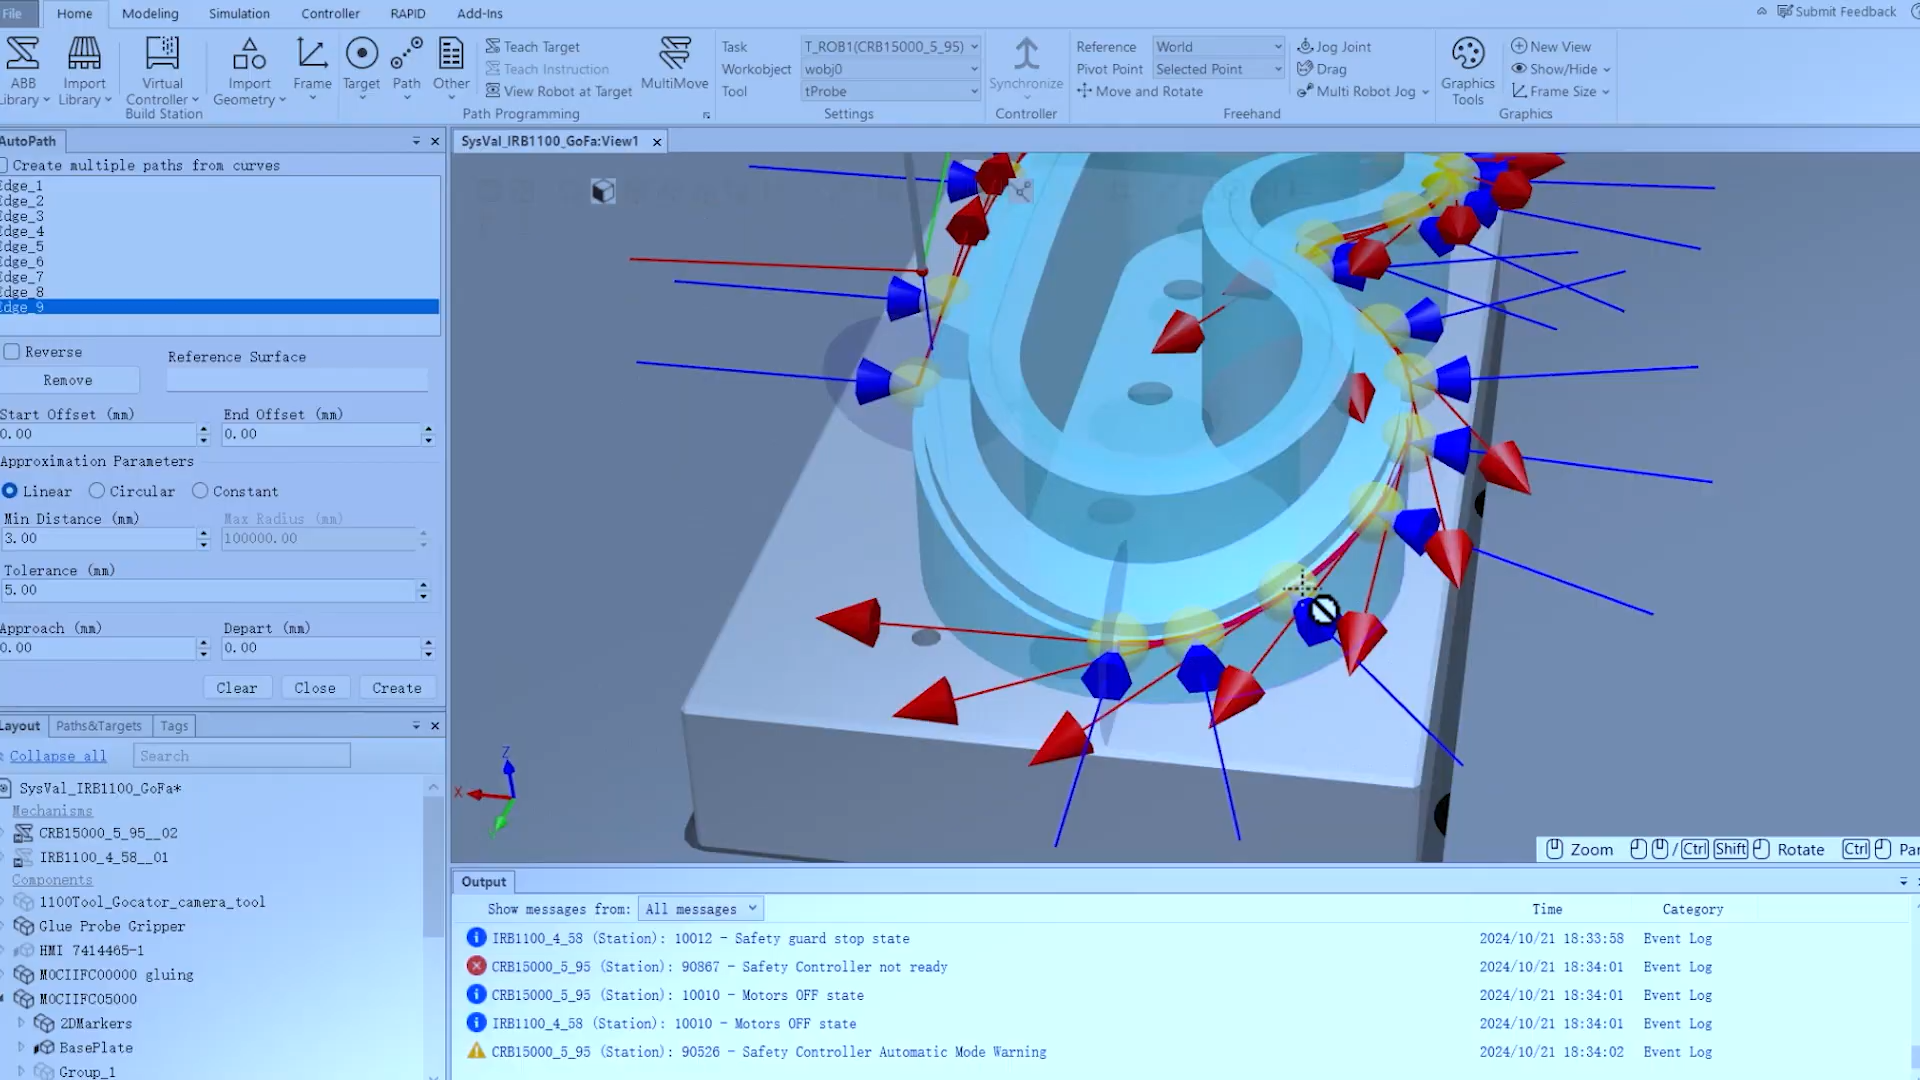 File Home Modeling Simulation Controller RAPID Add-Ins Submit Feedback
ABB Library
Import Library
Virtual Controller
Build Station
Import Geometry
Frame
Target
Path
Other
Teach Target
Teach Instruction
View Robot at Target
MultiMove
Path Programming
Task T_ROB1(CRB15000_5_95)
Workobject wobj0
Tool tProbe
Settings
Synchronize
Controller
Reference World
Pivot Point Selected Point
Move and Rotate
Jog Joint
Drag
Multi Robot Jog
Freehand
Graphics Tools
New View
Show/Hide
Frame Size
Graphics
AutoPath
Create multiple paths from curves
Edge_1
Edge_2
Edge_3
Edge_4
Edge_5
Edge_6
Edge_7
Edge_8
Edge_9
Reverse
Reference Surface
Remove
Start Offset (mm) End Offset (mm)
0.00 0.00
Approximation Parameters
Linear Circular Constant
Min Distance (mm) Max Radius (mm)
3.00 100000.00
Tolerance (mm)
5.00
Approach (mm) Depart (mm)
0.00 0.00
Clear Close Create
Layout Paths&Targets Tags
Collapse all Search
SysVal_IRB1100_GoFa*
Mechanisms
CRB15000_5_95__02
IRB1100_4_58__01
Components
1100Tool_Gocator_camera_tool
Glue Probe Gripper
HMI 7414465-1
MOCIIFC00000 gluing
MOCIIFC05000
2DMarkers
BasePlate
Group_1
SysVal_IRB1100_GoFa:View1
Z
X
Zoom / Ctrl Shift Rotate Ctrl Pan
Output
Show messages from: All messages Time Category
IRB1100_4_58 (Station): 10012 - Safety guard stop state 2024/10/21 18:33:58 Event Log
CRB15000_5_95 (Station): 90867 - Safety Controller not ready 2024/10/21 18:34:01 Event Log
CRB15000_5_95 (Station): 10010 - Motors OFF state 2024/10/21 18:34:01 Event Log
IRB1100_4_58 (Station): 10010 - Motors OFF state 2024/10/21 18:34:01 Event Log
CRB15000_5_95 (Station): 90526 - Safety Controller Automatic Mode Warning 2024/10/21 18:34:02 Event Log